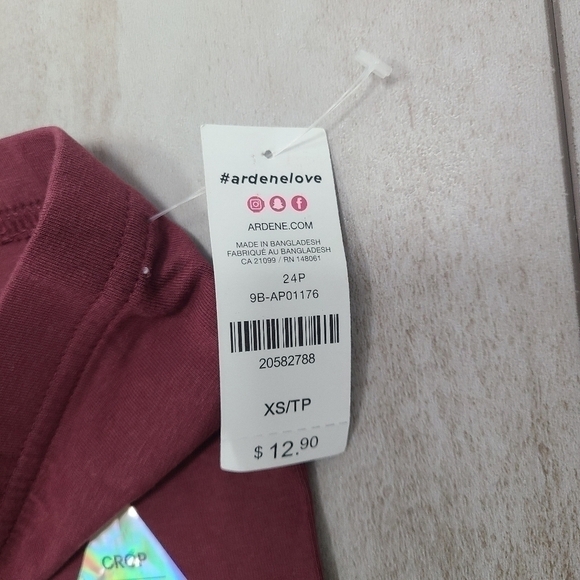 #ardenelove
ARDENE.COM
MADE IN BANGLADESH
FABRIQUÉ AU BANGLADESH
CA 21099 / RN 148061
24P
9B-AP01176
20582788
XS/TP
$ 12.90
CROP